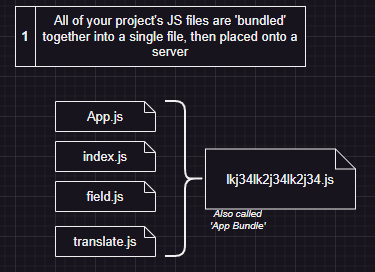 1
All of your project's JS files are 'bundled'
together into a single file, then placed onto a
server
App.js
index.js
field.js
translate.js
lkj34lk2j34lk2j34.js
Also called
'App Bundle'